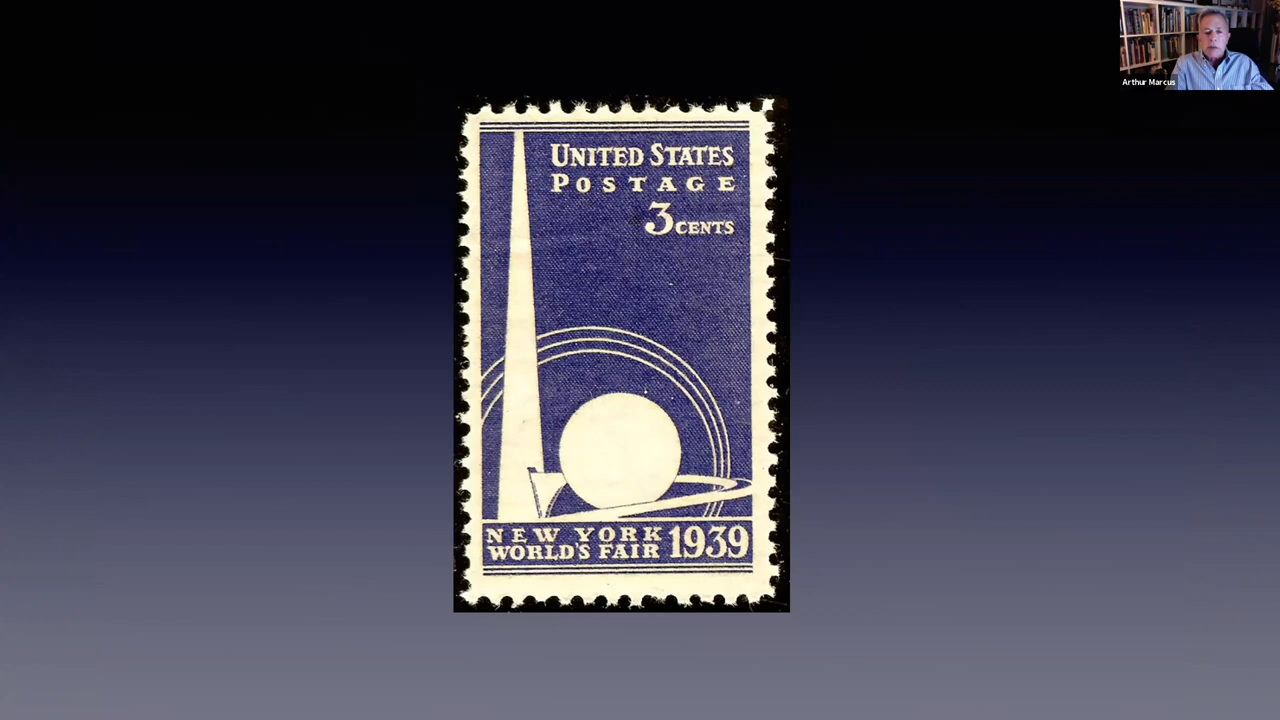 UNITED STATES
POSTAGE
3 CENTS
NEW YORK
WORLD'S FAIR 1939
Arthur Marcus